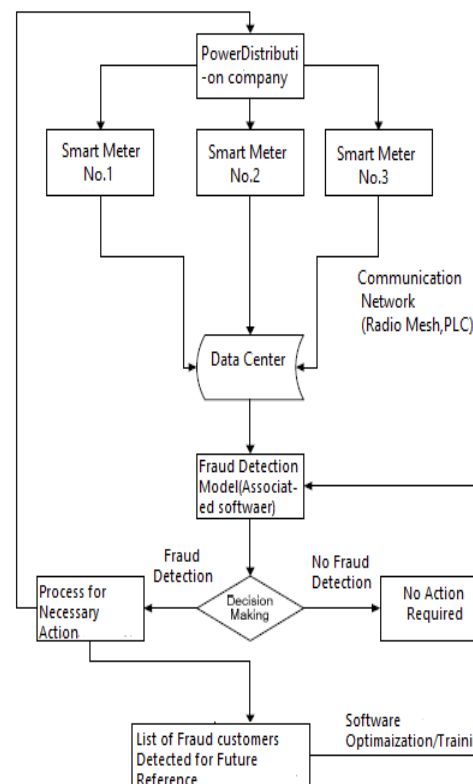 PowerDistributi
-on company
Smart Meter
No.1
Smart Meter
No.2
Smart Meter
No.3
Communication
Network
(Radio Mesh,PLC)
Data Center
Fraud Detection
Model(Associat-
ed softwaer)
Fraud
Detection
No Fraud
Detection
Process for
Necessary
Action
Decision
Making
No Action
Required
List of Fraud customers
Detected for Future
Reference
Software
Optimaization/Traini